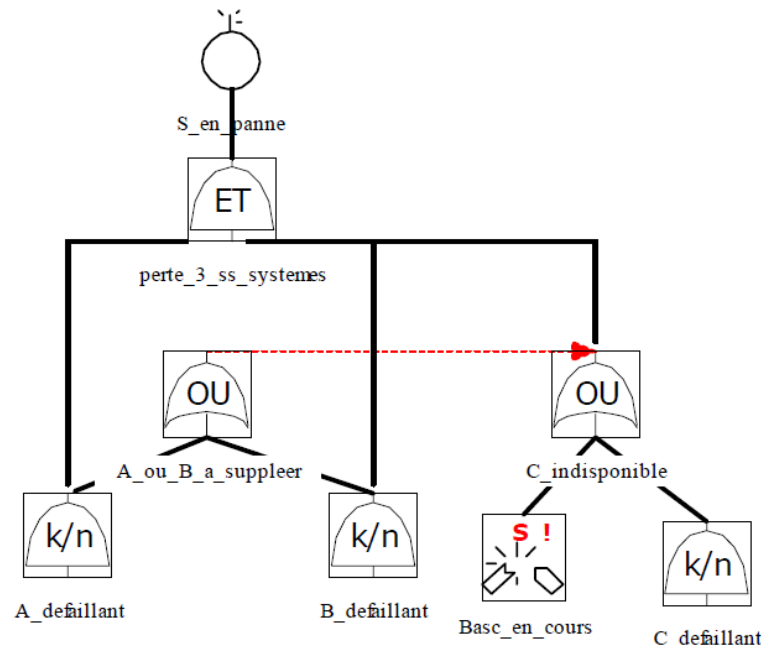 S_en_panne
ET
perte_3_ss_systemes
OU
OU
A_ou_B_a_suppleer
C_indisponible
k/n
k/n
S !
k/n
A_defaillant
B_defaillant
Basc_en_cours
C_defaillant